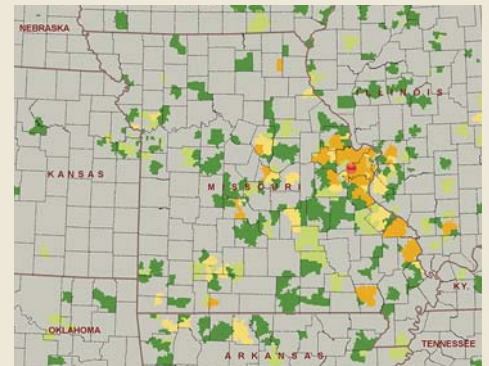 NEBRASKA
ILLINOIS
KANSAS
MISSOURI
KY.
OKLAHOMA
TENNESSEE
ARKANSAS